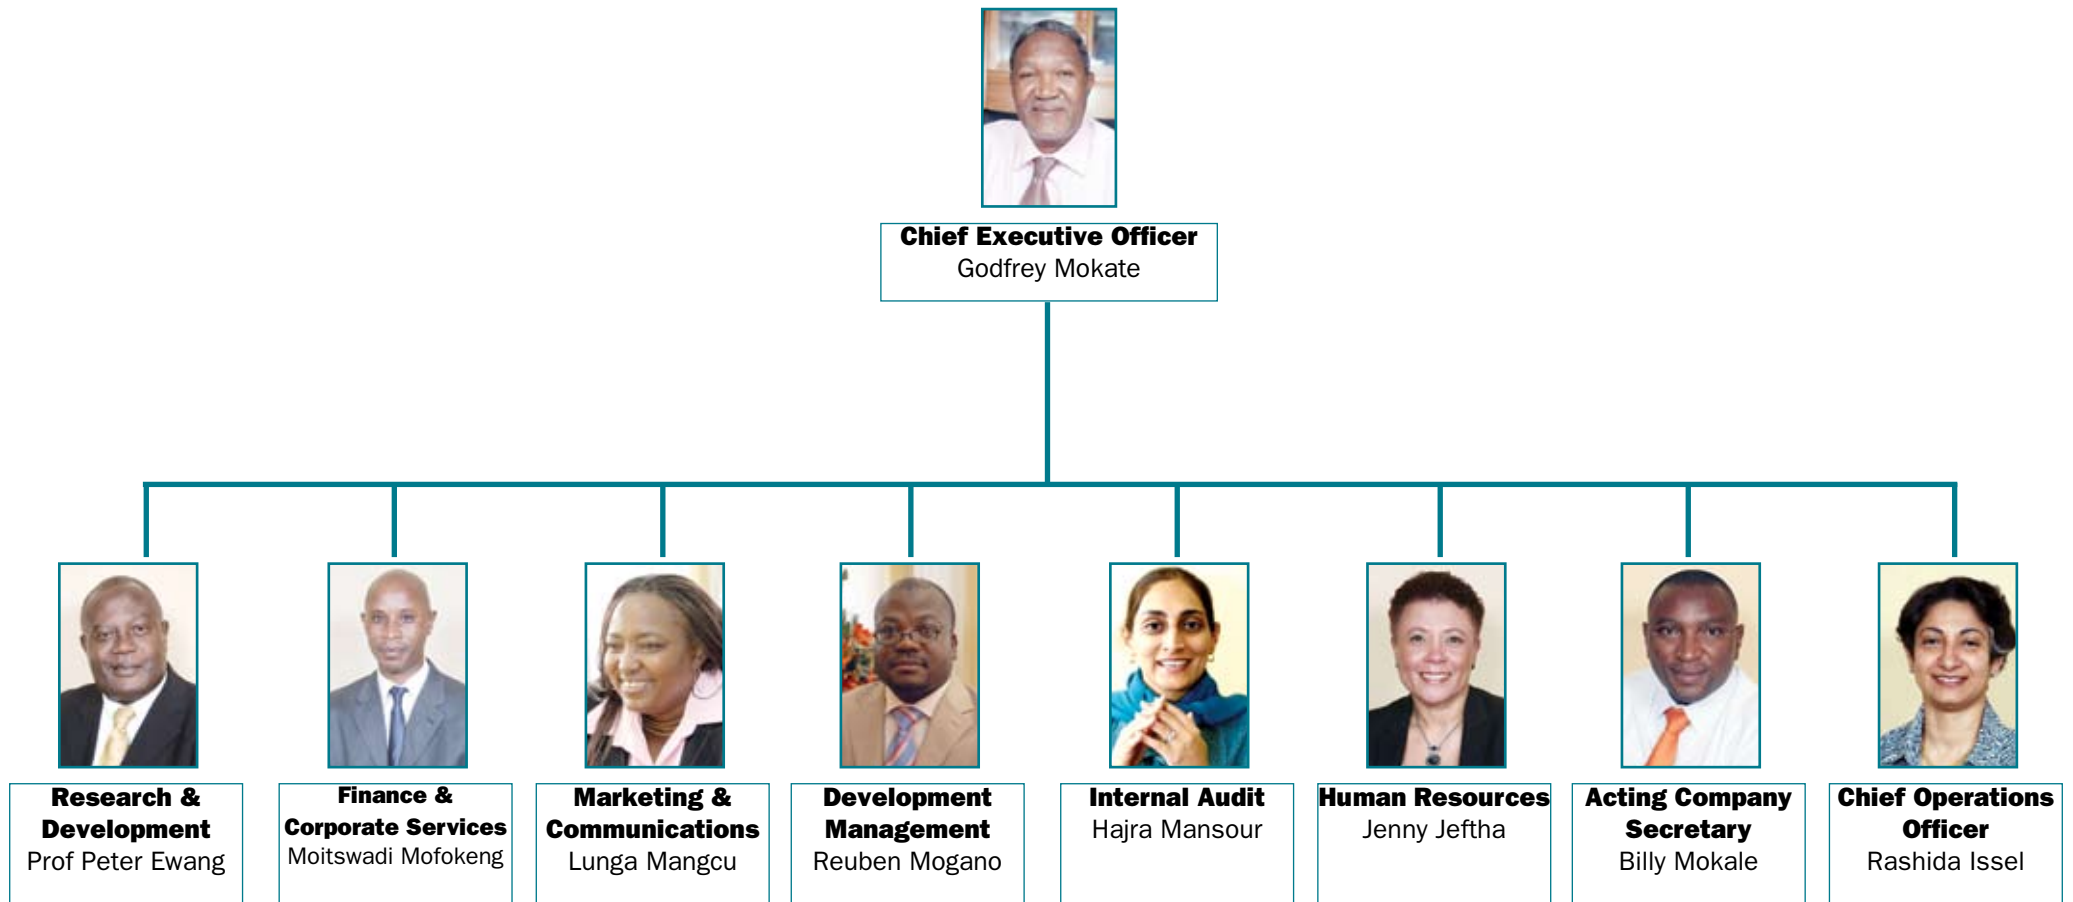 Chief Executive Officer
Godfrey Mokate
Research &
Development
Prof Peter Ewang
Finance &
Corporate Services
Moitswadi Mofokeng
Marketing &
Communications
Lunga Mangcu
Development
Management
Reuben Mogano
Internal Audit
Hajra Mansour
Human Resources
Jenny Jeftha
Acting Company
Secretary
Billy Mokale
Chief Operations
Officer
Rashida Issel